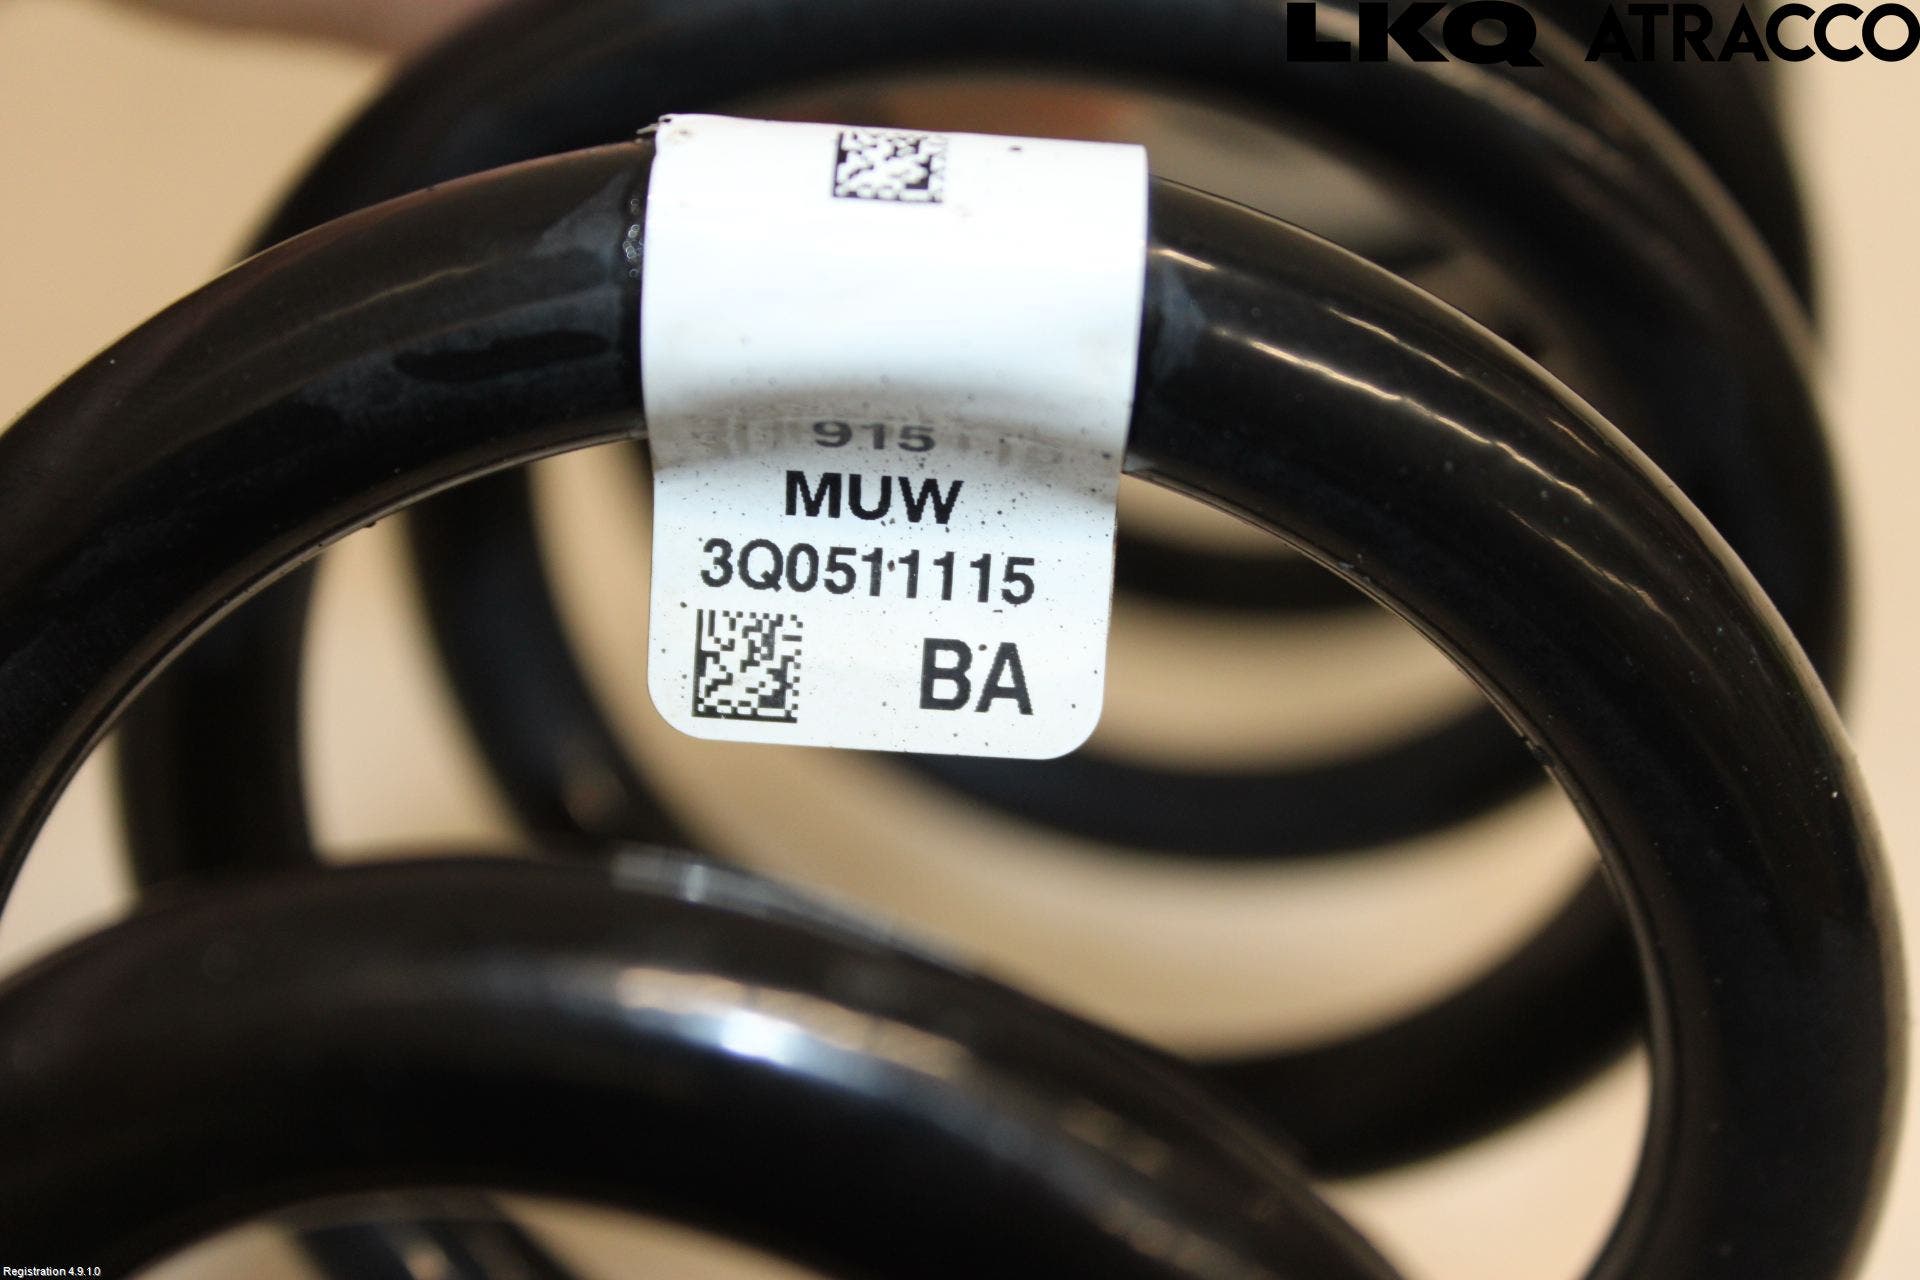 LKQ ATRACCO
915
MUW
3Q0511115
BA
Registration 4.9.1.0